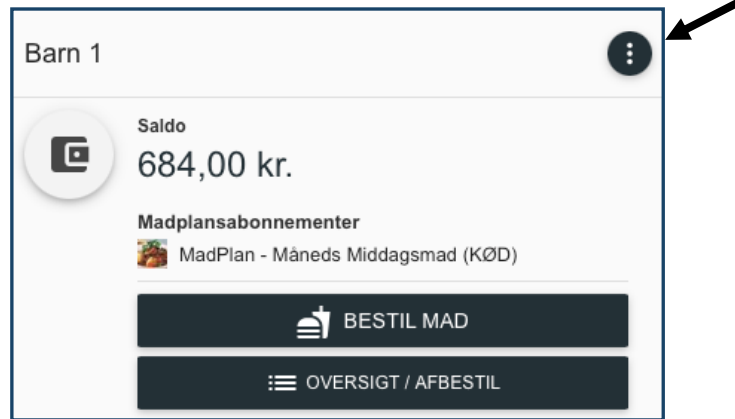 Barn 1
Saldo
684,00 kr.
Madplansabonnementer
MadPlan - Måneds Middagsmad (KØD)
BESTIL MAD
OVERSIGT / AFBESTIL